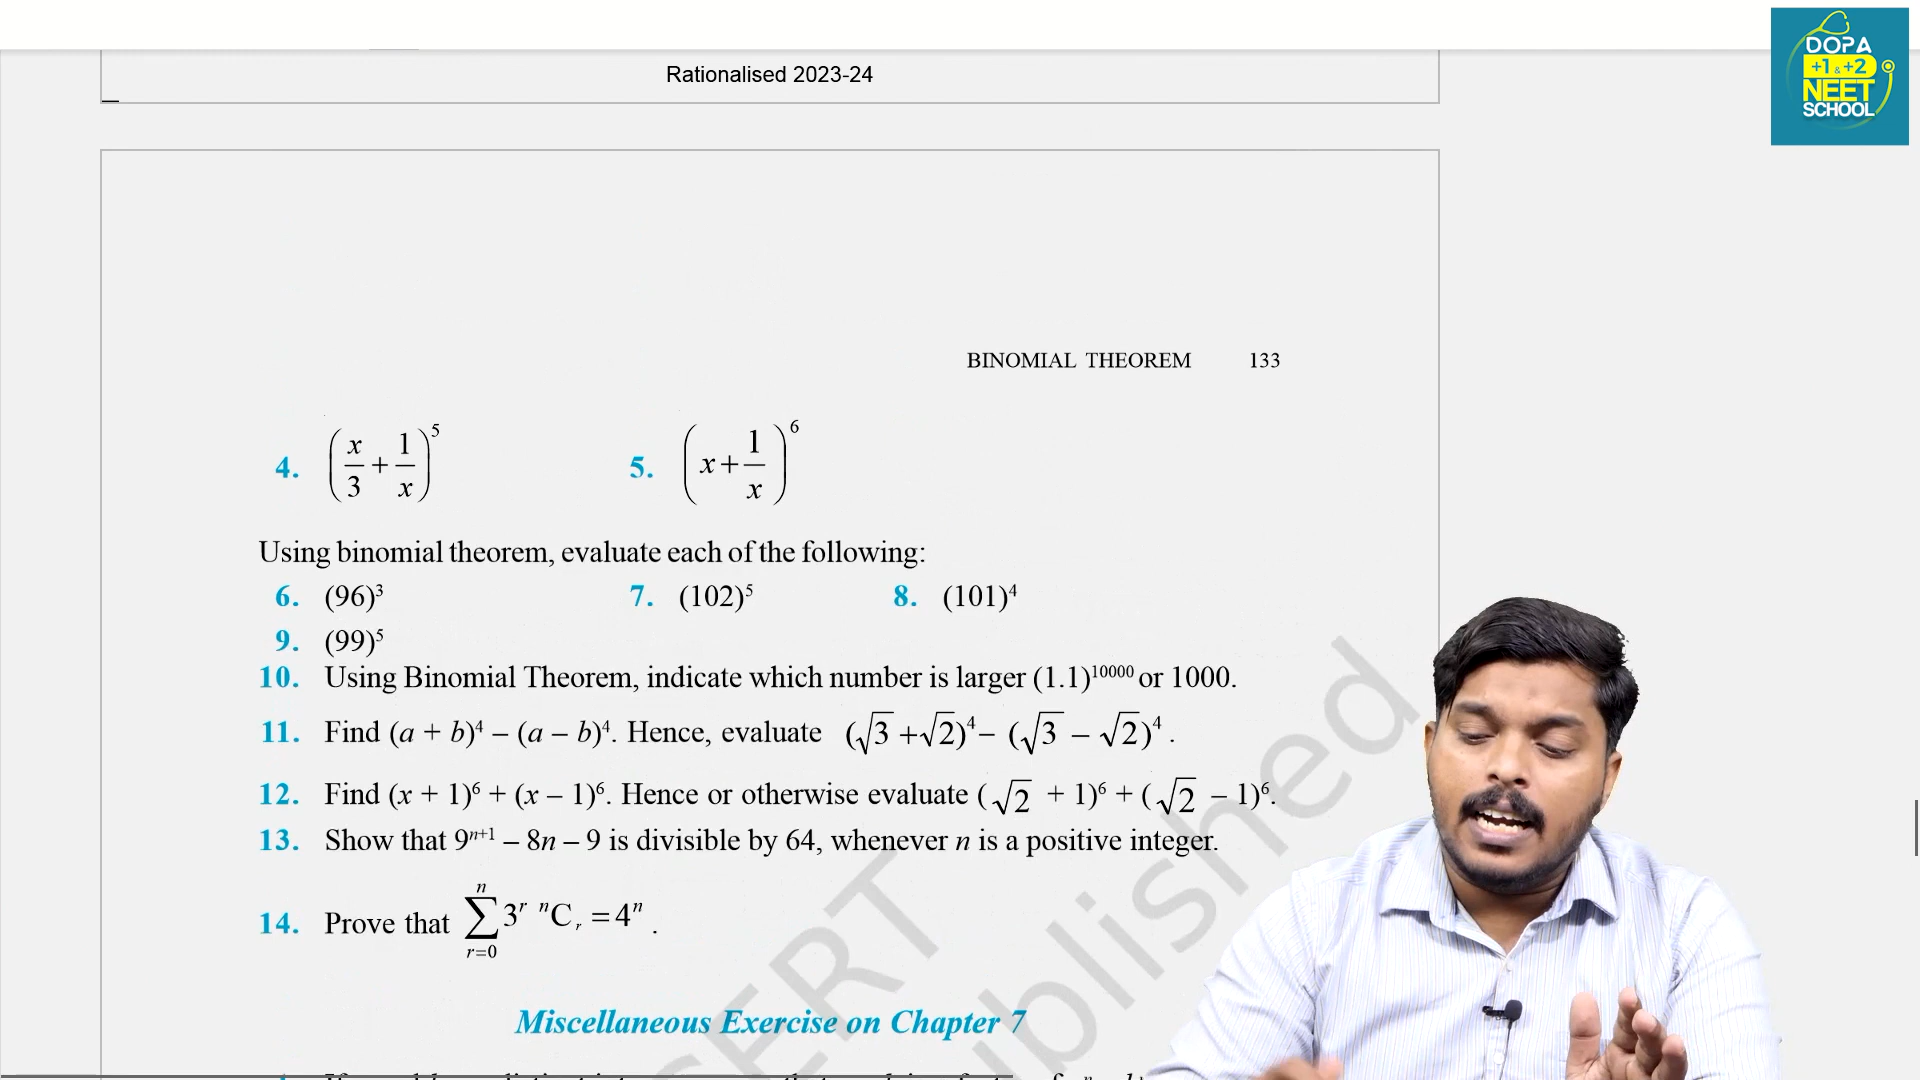 Rationalised 2023-24
DOPA
+1 & +2
NEET
SCHOOL
BINOMIAL THEOREM 133
4. (x/3 + 1/x)⁵ 5. (x + 1/x)⁶
Using binomial theorem, evaluate each of the following:
6. (96)³ 7. (102)⁵ 8. (101)⁴
9. (99)⁵
10. Using Binomial Theorem, indicate which number is larger (1.1)¹⁰⁰⁰⁰ or 1000.
11. Find (a + b)⁴ – (a – b)⁴. Hence, evaluate (√3 + √2)⁴ – (√3 – √2)⁴ .
12. Find (x + 1)⁶ + (x – 1)⁶. Hence or otherwise evaluate (√2 + 1)⁶ + (√2 – 1)⁶.
13. Show that 9ⁿ⁺¹ – 8n – 9 is divisible by 64, whenever n is a positive integer.
14. Prove that ∑_{r=0}^{n} 3ʳ ⁿCᵣ = 4ⁿ .
Miscellaneous Exercise on Chapter 7